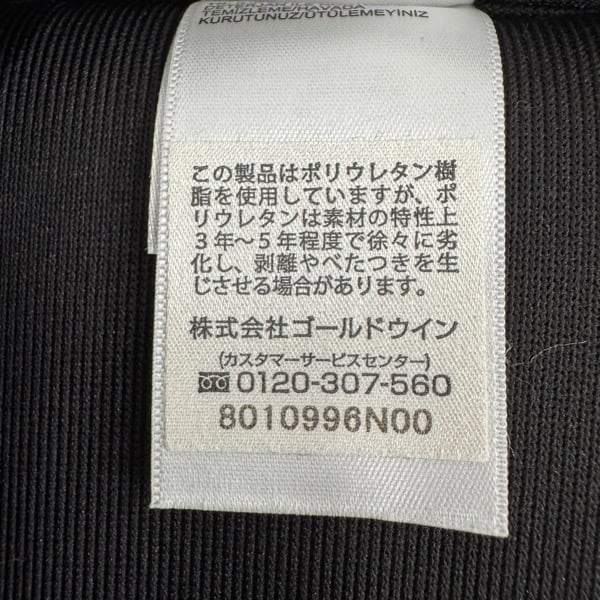 TEMİZLEME/HAVADA
KURUTUNUZ/ÜTÜLEMEYİNİZ
この製品はポリウレタン樹
脂を使用していますが、ポ
リウレタンは素材の特性上
3年～5年程度で徐々に劣
化し、剥離やべたつきを生
じさせる場合があります。
株式会社ゴールドウイン
(カスタマーサービスセンター)
0120-307-560
8010996N00